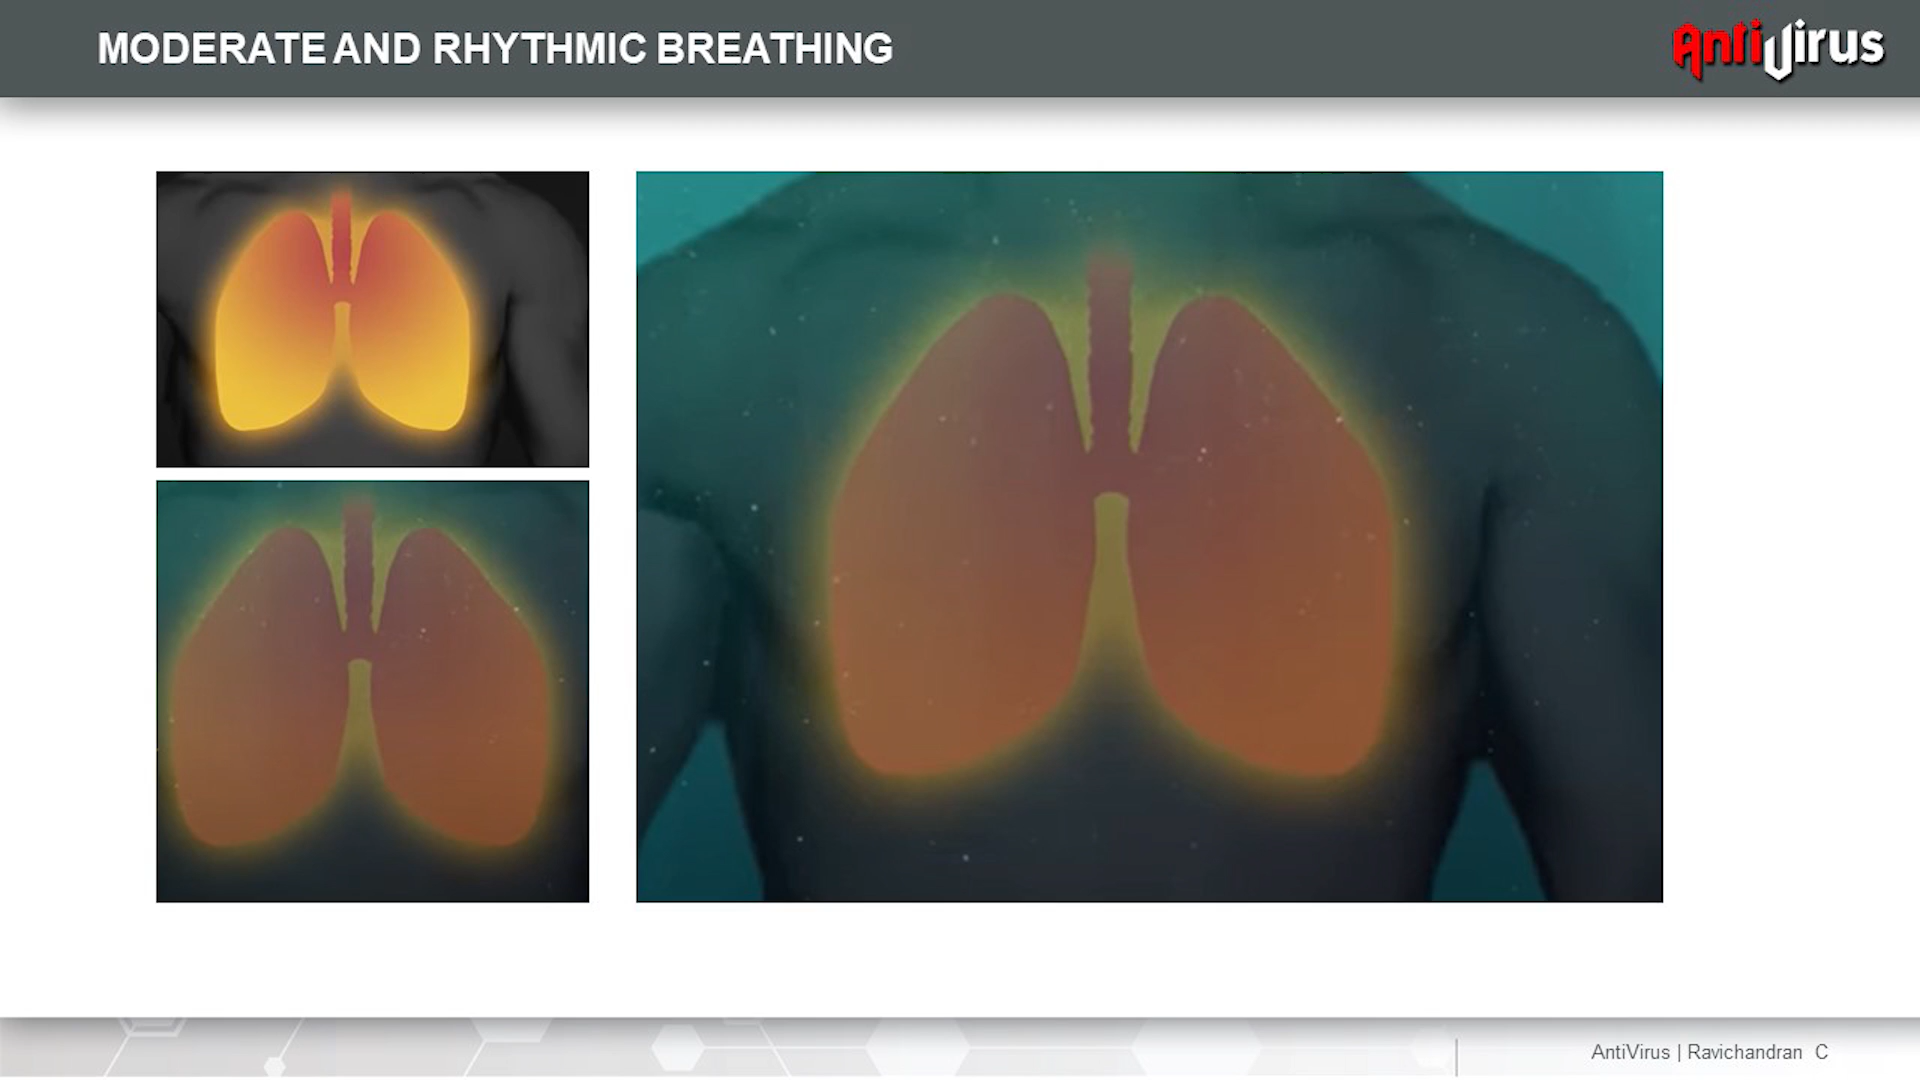 MODERATE AND RHYTHMIC BREATHING
AntiVirus
AntiVirus | Ravichandran C